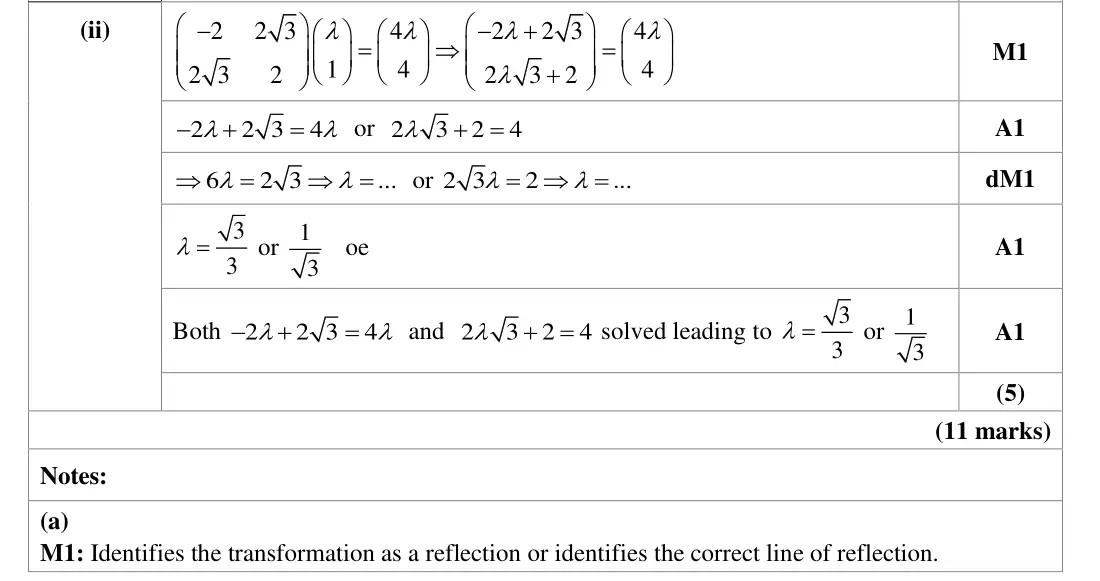 (ii)
(−2 2√3; 2√3 2)(λ; 1) = (4λ; 4) ⇒ (−2λ + 2√3; 2λ√3 + 2) = (4λ; 4) M1
−2λ + 2√3 = 4λ or 2λ√3 + 2 = 4 A1
⇒ 6λ = 2√3 ⇒ λ = ... or 2√3λ = 2 ⇒ λ = ... dM1
λ = √3/3 or 1/√3 oe A1
Both −2λ + 2√3 = 4λ and 2λ√3 + 2 = 4 solved leading to λ = √3/3 or 1/√3 A1
(5)
(11 marks)
Notes:
(a)
M1: Identifies the transformation as a reflection or identifies the correct line of reflection.